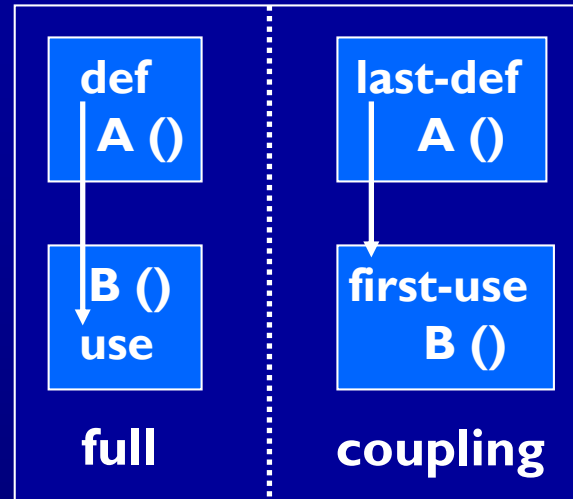 def
A ()
B ()
use
full
last-def
A ()
first-use
B ()
coupling